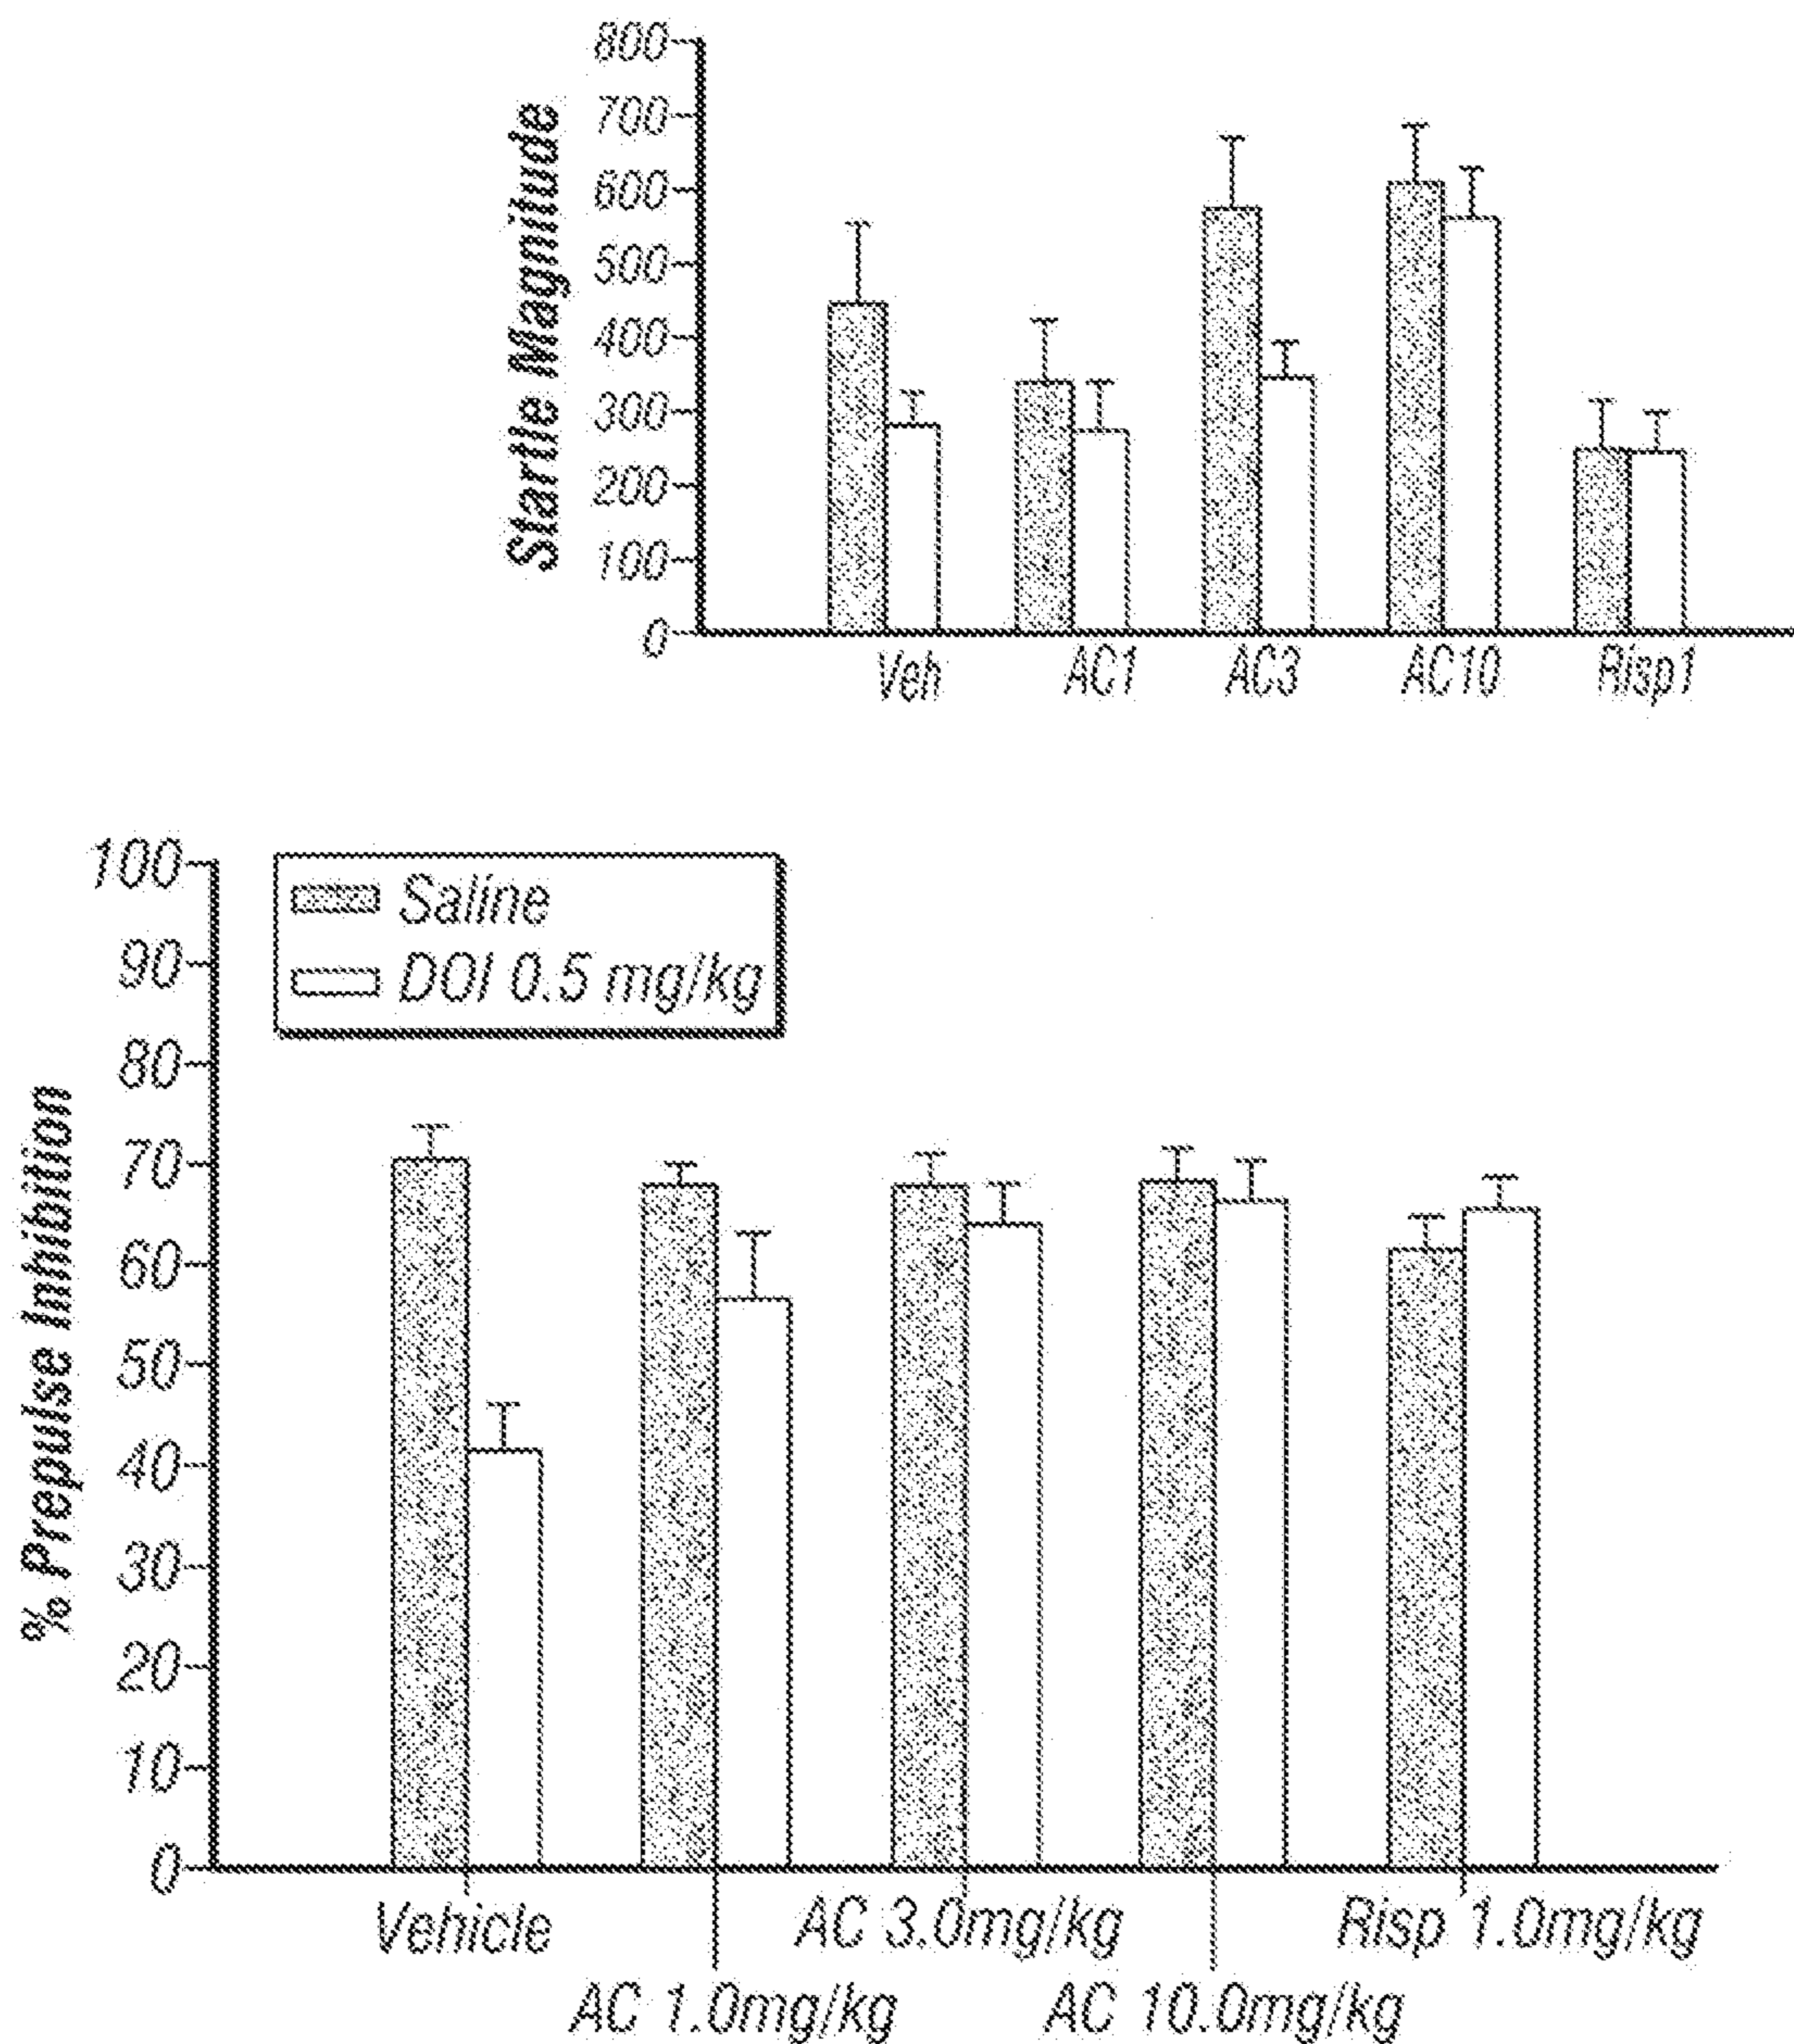 Startle Magnitude
800
700
600
500
400
300
200
100
0
Veh AC1 AC3 AC10 Risp1
% Prepulse Inhibition
100
90
80
70
60
50
40
30
20
10
0
Saline
DOI 0.5 mg/kg
Vehicle AC 3.0mg/kg Risp 1.0mg/kg
AC 1.0mg/kg AC 10.0mg/kg